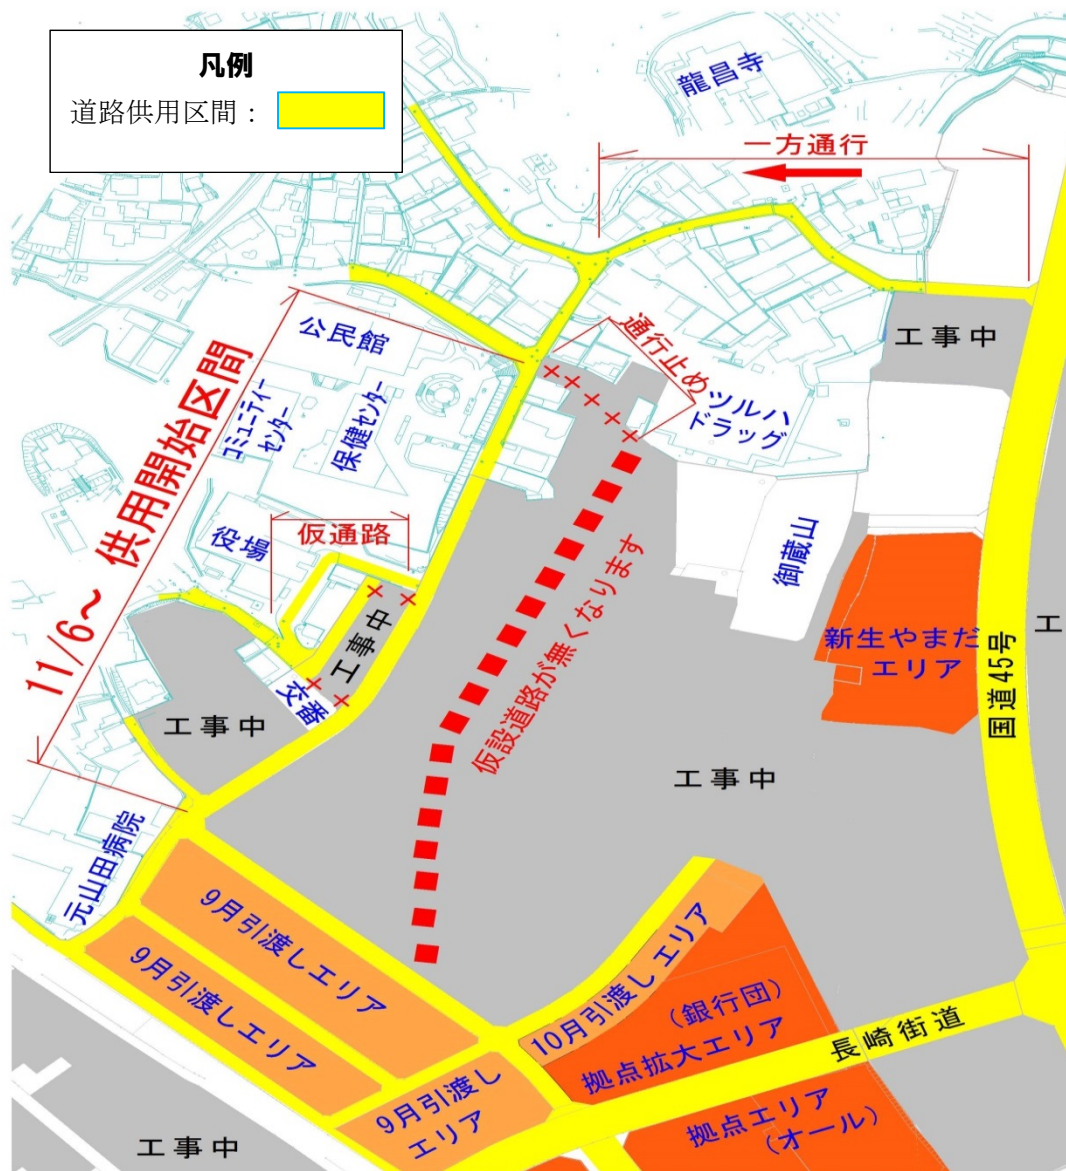 凡例
道路供用区間：
龍昌寺
一方通行
工事中
通行止め
ツルハ
ドラッグ
公民館
コミュニティー
センター
保健センター
11/6～ 供用開始区間
役場
仮通路
工事中
交番
工事中
御蔵山
新生やまだ
エリア
国道45号
工
仮設道路が無くなります
工事中
元山田病院
9月引渡しエリア
9月引渡しエリア
9月引渡し
エリア
10月引渡しエリア
（銀行団）
拠点拡大エリア
長崎街道
拠点エリア
（オール）
工事中